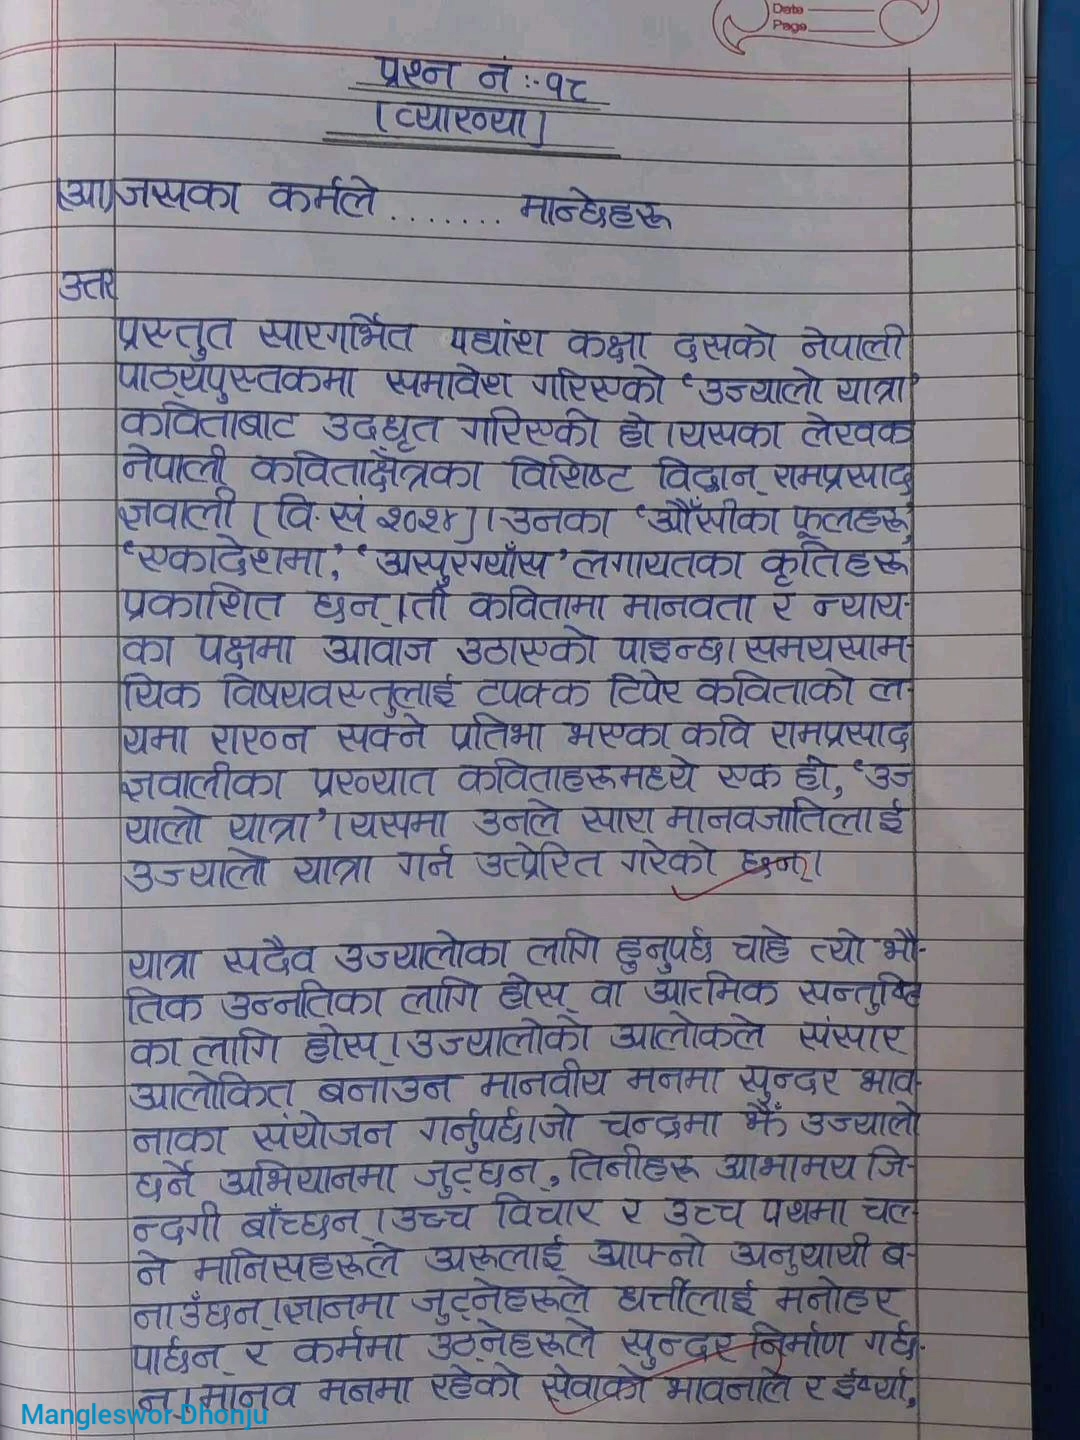 Date
Page
प्रश्न नं :- १८
[व्याख्या]
(आ) जसका कर्मले ....... मान्छेहरू
उत्तर
प्रस्तुत सारगर्भित पद्यांश कक्षा दसको नेपाली
पाठ्यपुस्तकमा समावेश गरिएको ‘उज्यालो यात्रा’
कविताबाट उद्धृत गरिएको हो। यसका लेखक
नेपाली कविताक्षेत्रका विशिष्ट विद्वान् रामप्रसाद
ज्ञवाली [वि.सं २०२४]। उनका ‘औँसीका फूलहरू’
‘एकादेशमा’, ‘असुरग्याँस’ लगायतका कृतिहरू
प्रकाशित छन्। ती कवितामा मानवता र न्याय-
का पक्षमा आवाज उठाएको पाइन्छ। समयसाम-
यिक विषयवस्तुलाई टपक्क टिपेर कविताको ल-
यमा राख्न सक्ने प्रतिभा भएका कवि रामप्रसाद
ज्ञवालीका प्रख्यात कविताहरूमध्ये एक हो, ‘उज
यालो यात्रा’। यसमा उनले सारा मानवजातिलाई
उज्यालो यात्रा गर्न उत्प्रेरित गरेको छन्।
यात्रा सदैव उज्यालोका लागि हुनुपर्छ चाहे त्यो भौ-
तिक उन्नतिका लागि होस् वा आत्मिक सन्तुष्टि
का लागि होस्। उज्यालोको आलोकले संसार
आलोकित बनाउन मानवीय मनमा सुन्दर भाव-
नाका संयोजन गर्नुपर्छ। जो चन्द्रमा झैँ उज्यालो
छर्ने अभियानमा जुट्छन्, तिनीहरू आभामय जि-
न्दगी बाँच्छन्। उच्च विचार र उच्च पथमा चल-
ने मानिसहरूले अरूलाई आफ्नो अनुयायी ब-
नाउँछन्। ज्ञानमा जुट्नेहरूले धर्तीलाई मनोहर
पार्छन् र कर्ममा उठ्नेहरूले सुन्दर निर्माण गर्छ-
न्। मानव मनमा रहेको सेवाको भावनाले र ईर्ष्या,
Mangleswor Dhonju